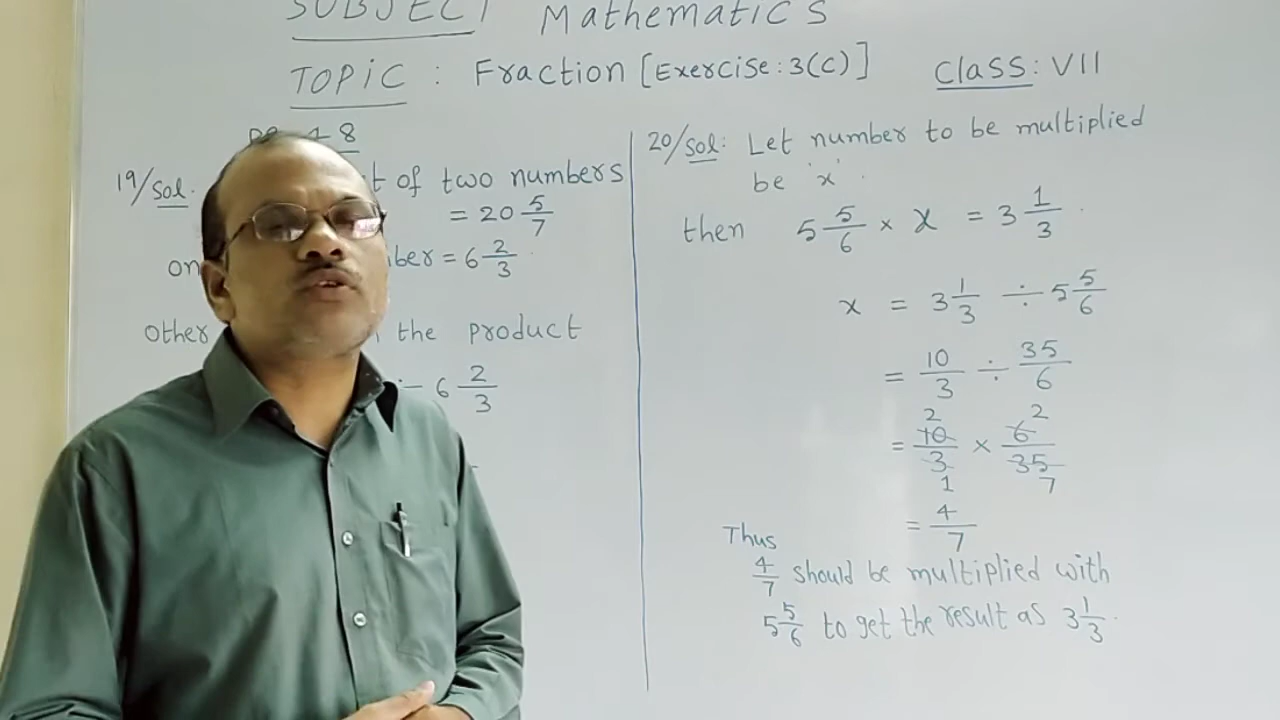 SUBJECT Mathematics
TOPIC : Fraction [Exercise: 3(C)] Class: VII
19/Sol. of two numbers
= 20 5/7
= 6 2/3
Other the product
÷ 6 2/3
20/Sol: Let number to be multiplied
be 'x'.
then 5 5/6 × x = 3 1/3.
x = 3 1/3 ÷ 5 5/6
= 10/3 ÷ 35/6
2 2
= 10/3 × 6/35
1 7
= 4/7
Thus
4/7 should be multiplied with
5 5/6 to get the result as 3 1/3.